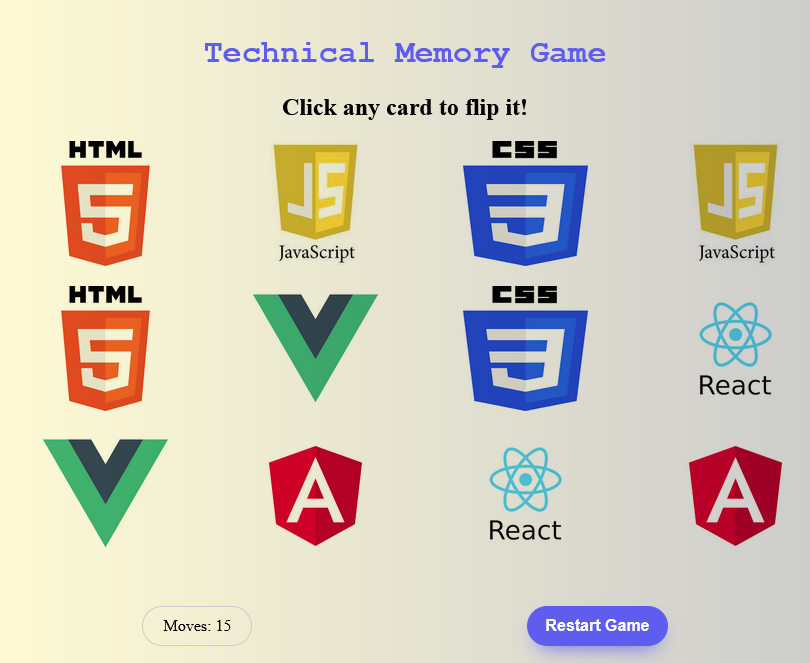 Technical Memory Game
Click any card to flip it!
HTML JS CSS JS
5 JavaScript 3 JavaScript
HTML CSS
5 3 React
A React A
Moves: 15 Restart Game